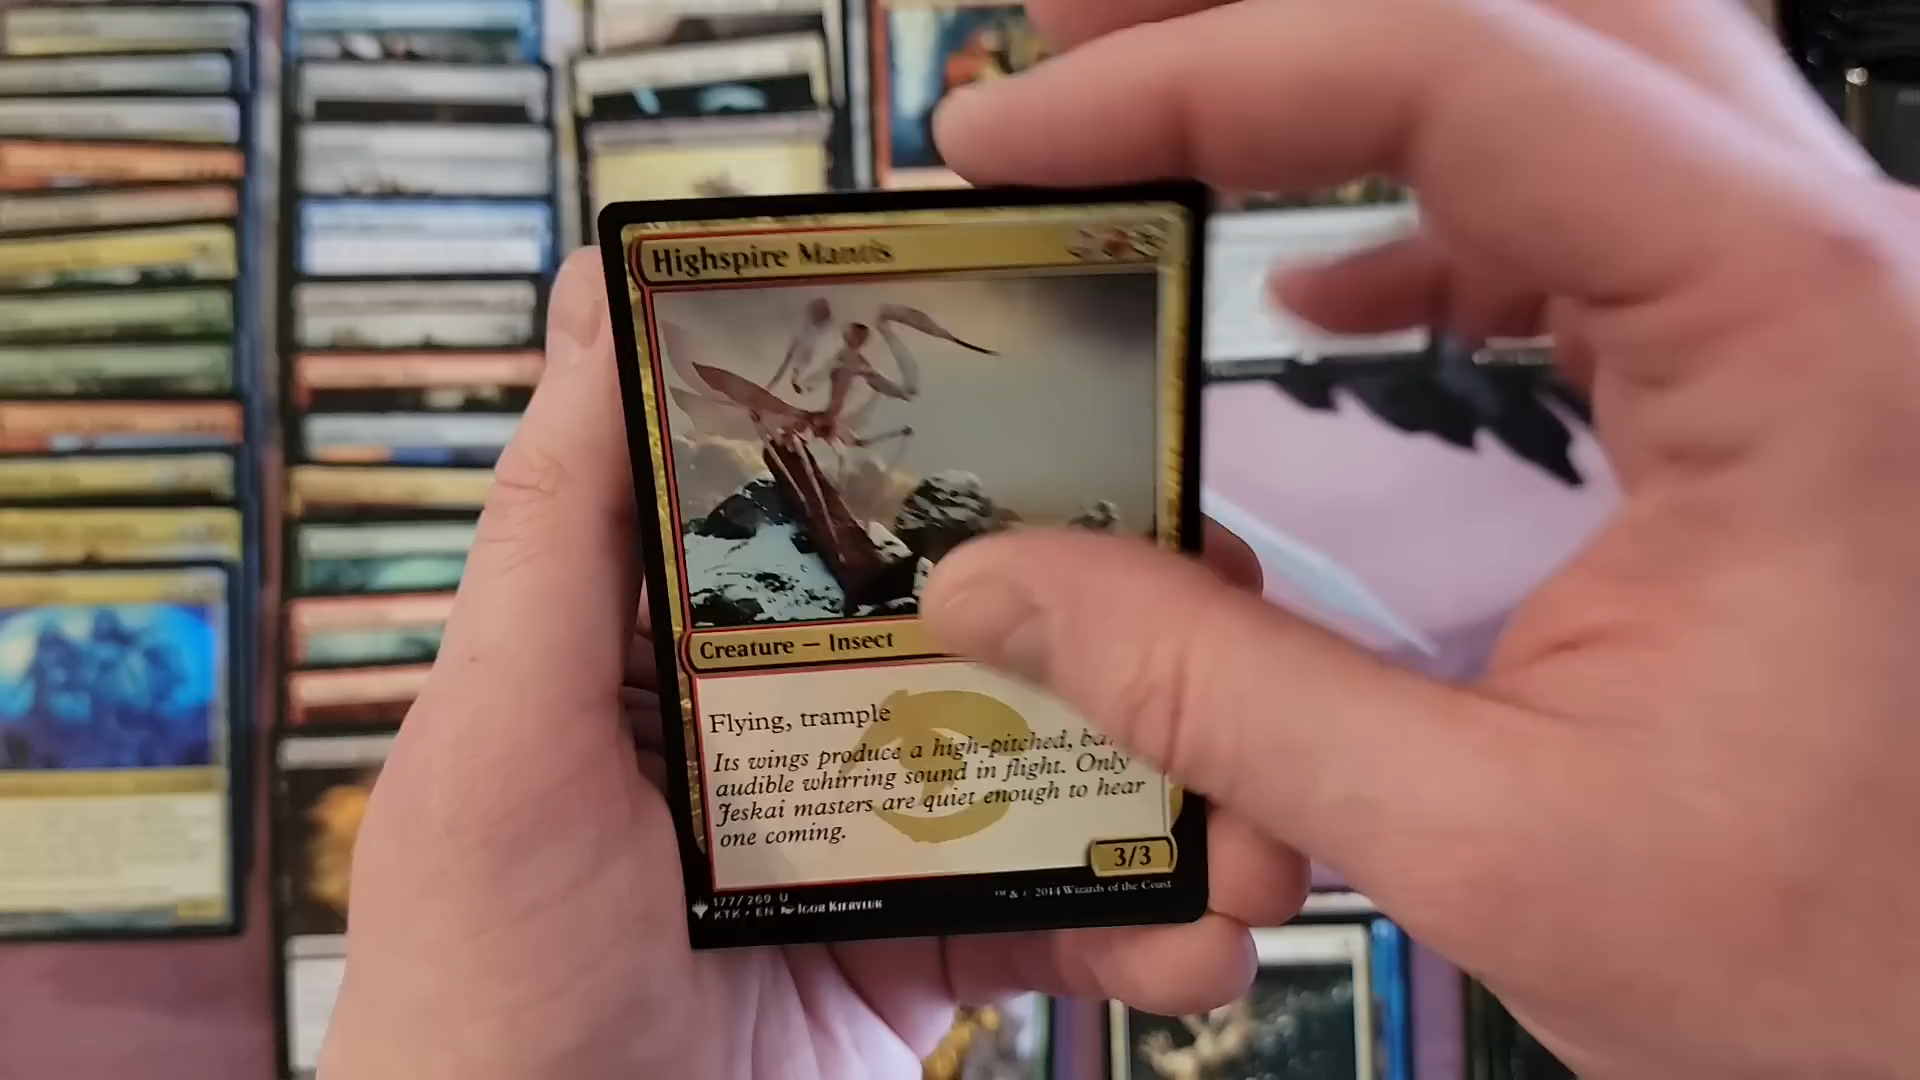 Highspire Mantis
Creature — Insect
Flying, trample
Its wings produce a high-pitched,
audible whirring sound in flight. Only
Jeskai masters are quiet enough to hear
one coming.
3/3
177/269 U
KTK • EN Igor Kieryluk
™ & © 2014 Wizards of the Coast